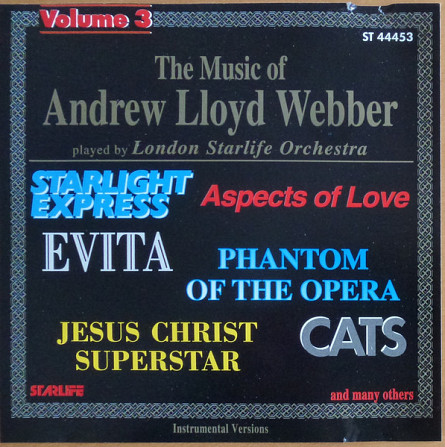 Volume 3
ST 44453
The Music of
Andrew Lloyd Webber
played by London Starlife Orchestra
STARLIGHT
EXPRESS
Aspects of Love
EVITA
PHANTOM
OF THE OPERA
JESUS CHRIST
SUPERSTAR
CATS
STARLIFE
and many others
Instrumental Versions